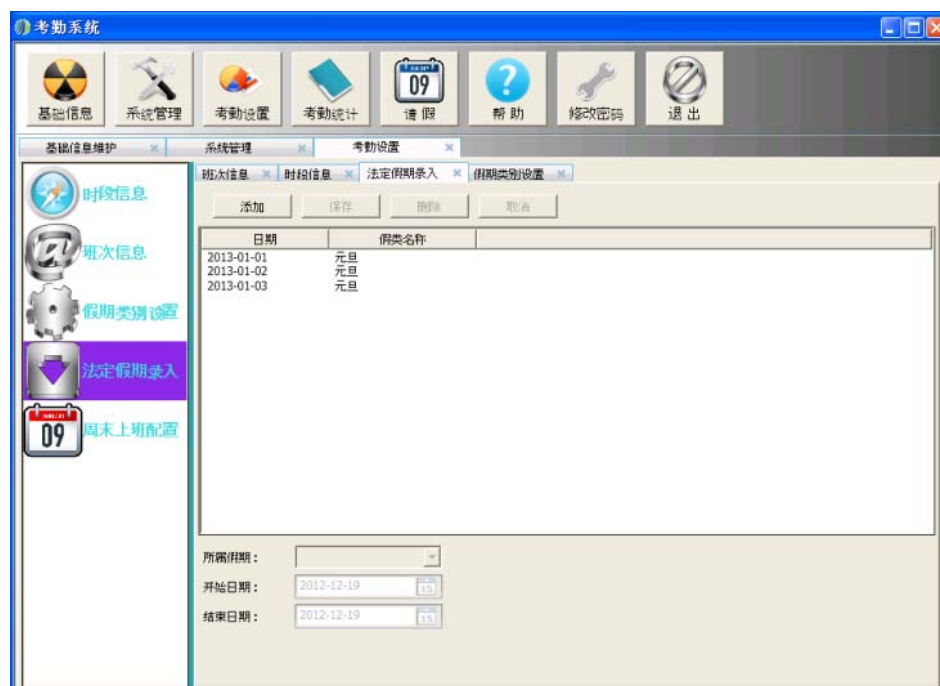 考勤系统
基础信息 系统管理 考勤设置 考勤统计 请假 帮助 修改密码 退出
09
基础信息维护 系统管理 考勤设置
班次信息 时段信息 法定假期录入 假期类别设置
添加 保存 删除 取消
时段信息
班次信息
假期类别设置
法定假期录入
09
周末上班配置
日期 假类名称
2013-01-01 元旦
2013-01-02 元旦
2013-01-03 元旦
所属假期：
开始日期： 2012-12-19 15
结束日期： 2012-12-19 15